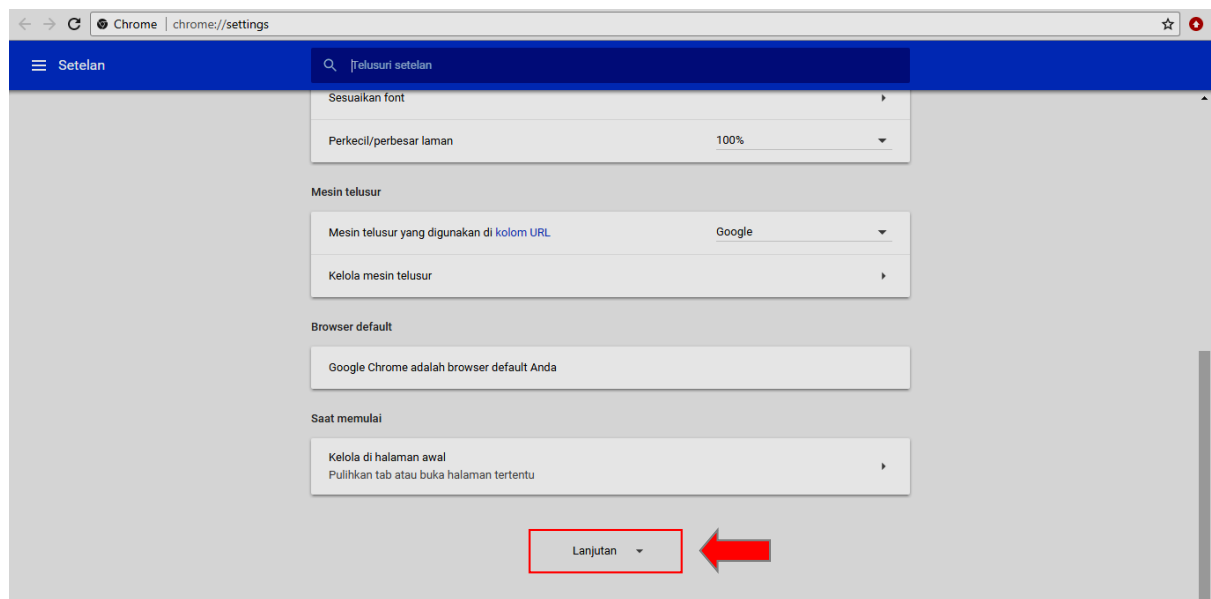 Chrome | chrome://settings
Setelan
Telusuri setelan
Sesuaikan font
Perkecil/perbesar laman 100%
Mesin telusur
Mesin telusur yang digunakan di kolom URL Google
Kelola mesin telusur
Browser default
Google Chrome adalah browser default Anda
Saat memulai
Kelola di halaman awal
Pulihkan tab atau buka halaman tertentu
Lanjutan